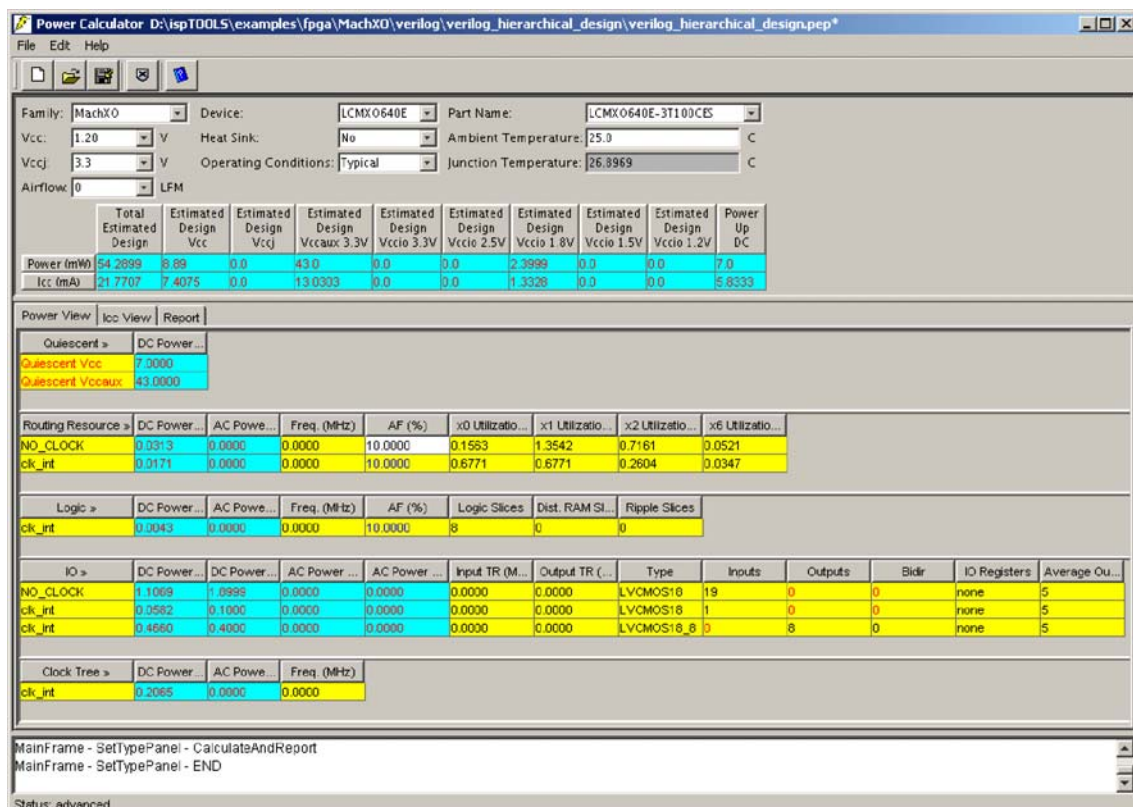 Power Calculator D:\ispTOOLS\examples\fpga\MachXO\verilog\verilog_hierarchical_design\verilog_hierarchical_design.pep*
File Edit Help
Family: MachXO Device: LCMXO640E Part Name: LCMXO640E-3T100CES
Vcc: 1.20 V Heat Sink: No Ambient Temperature: 25.0 C
Vccj: 3.3 V Operating Conditions: Typical Junction Temperature: 26.8969 C
Airflow: 0 LFM
Total Estimated Design Estimated Design Vcc Estimated Design Vccj Estimated Design Vccaux 3.3V Estimated Design Vccio 3.3V Estimated Design Vccio 2.5V Estimated Design Vccio 1.8V Estimated Design Vccio 1.5V Estimated Design Vccio 1.2V Power Up DC
Power (mW) 54.2899 8.89 0.0 43.0 0.0 0.0 2.3999 0.0 0.0 7.0
Icc (mA) 21.7707 7.4075 0.0 13.0303 0.0 0.0 1.3328 0.0 0.0 5.8333
Power View Icc View Report
Quiescent » DC Power...
Quiescent Vcc 7.0000
Quiescent Vccaux 43.0000
Routing Resource » DC Power... AC Powe... Freq. (MHz) AF (%) x0 Utilizatio... x1 Utilizatio... x2 Utilizatio... x6 Utilizatio...
NO_CLOCK 0.0313 0.0000 0.0000 10.0000 0.1563 1.3542 0.7161 0.0521
clk_int 0.0171 0.0000 0.0000 10.0000 0.6771 0.6771 0.2604 0.0347
Logic » DC Power... AC Powe... Freq. (MHz) AF (%) Logic Slices Dist. RAM Sl... Ripple Slices
clk_int 0.0043 0.0000 0.0000 10.0000 8 0 0
IO » DC Power... DC Power... AC Power ... AC Power ... Input TR (M... Output TR (... Type Inputs Outputs Bidir IO Registers Average Ou...
NO_CLOCK 1.1069 1.8999 0.0000 0.0000 0.0000 0.0000 LVCMOS18 19 0 0 none 5
clk_int 0.0582 0.1000 0.0000 0.0000 0.0000 0.0000 LVCMOS18 1 0 0 none 5
clk_int 0.4660 0.4000 0.0000 0.0000 0.0000 0.0000 LVCMOS18_8 0 8 0 none 5
Clock Tree » DC Power... AC Powe... Freq. (MHz)
clk_int 0.2065 0.0000 0.0000
MainFrame - SetTypePanel - CalculateAndReport
MainFrame - SetTypePanel - END
Status: advanced